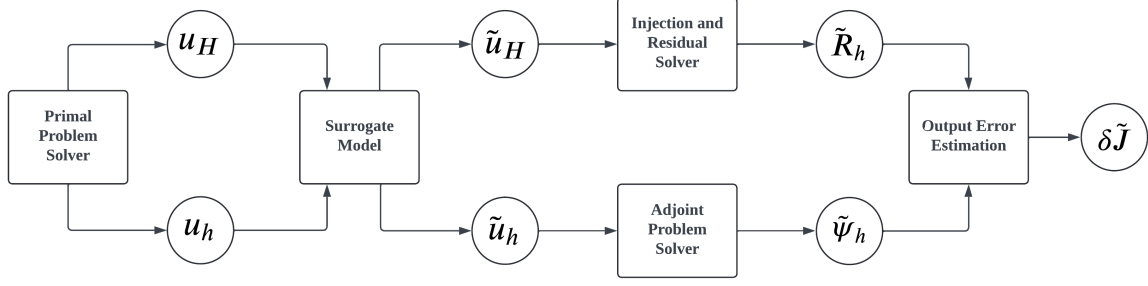 Primal
Problem
Solver
u_H
u_h
Surrogate
Model
ũ_H
ũ_h
Injection and
Residual
Solver
Adjoint
Problem
Solver
R̃_h
ψ̃_h
Output Error
Estimation
δJ̃